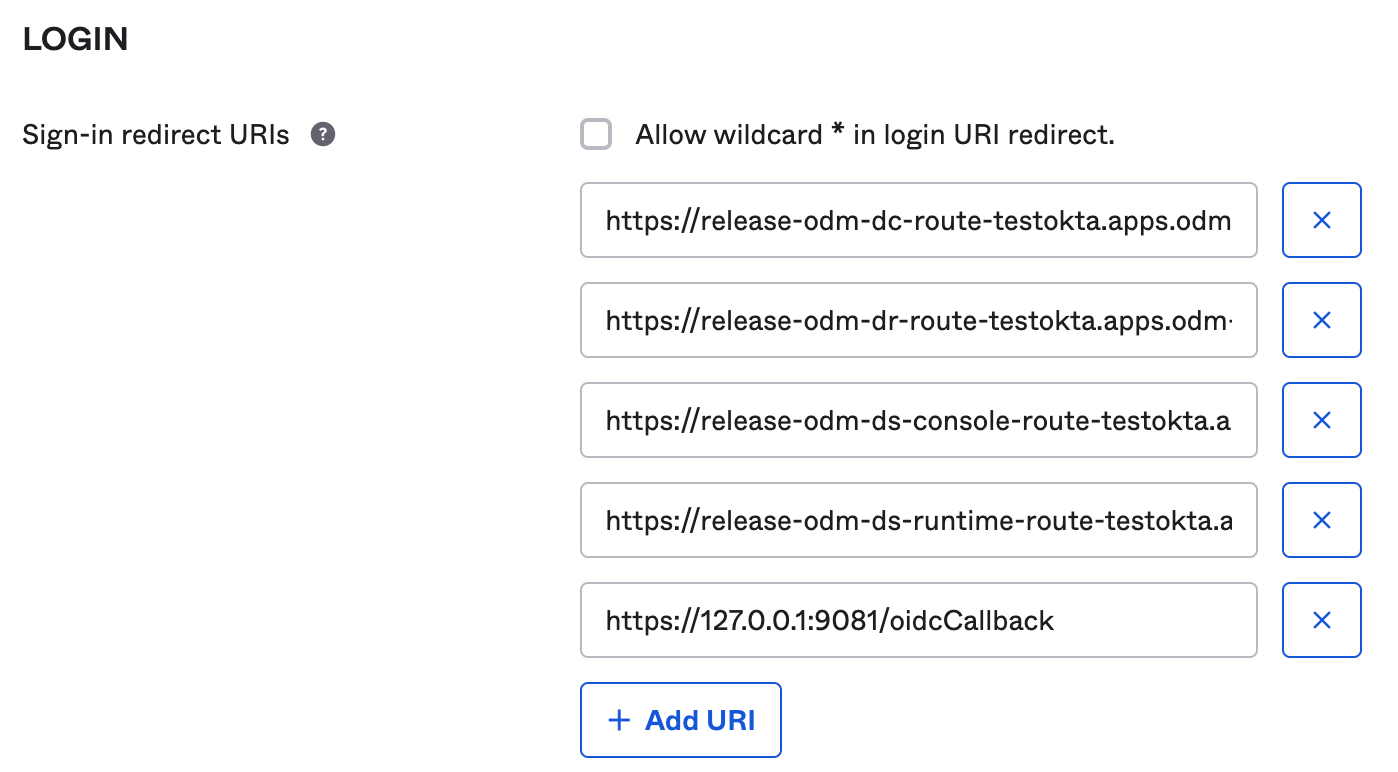 LOGIN
Sign-in redirect URIs ?
Allow wildcard * in login URI redirect.
https://release-odm-dc-route-testokta.apps.odm
https://release-odm-dr-route-testokta.apps.odm-
https://release-odm-ds-console-route-testokta.a
https://release-odm-ds-runtime-route-testokta.a
https://127.0.0.1:9081/oidcCallback
+ Add URI